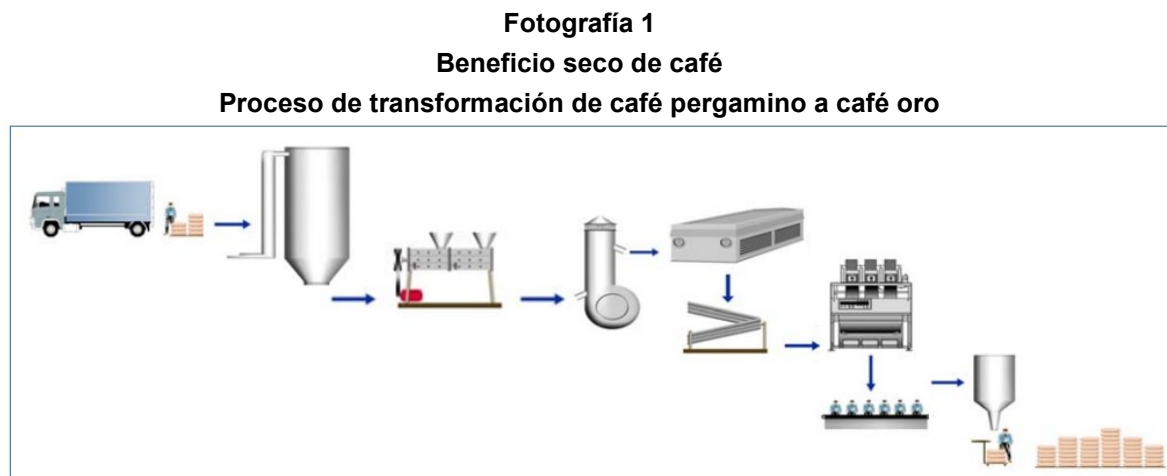 Fotografía 1
Beneficio seco de café
Proceso de transformación de café pergamino a café oro